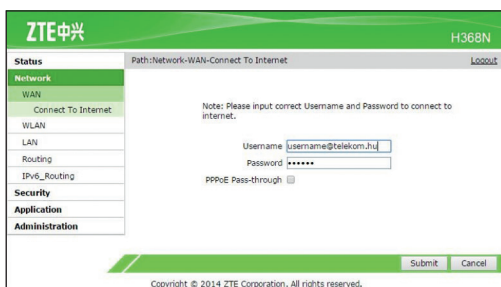 ZTE中兴
H368N
Status
Path:Network-WAN-Connect To Internet
Logout
Network
WAN
Connect To Internet
WLAN
LAN
Routing
IPv6_Routing
Security
Application
Administration
Note: Please input correct Username and Password to connect to
internet.
Username username@telekom.hu
Password ••••••
PPPoE Pass-through
Submit Cancel
Copyright © 2014 ZTE Corporation. All rights reserved.